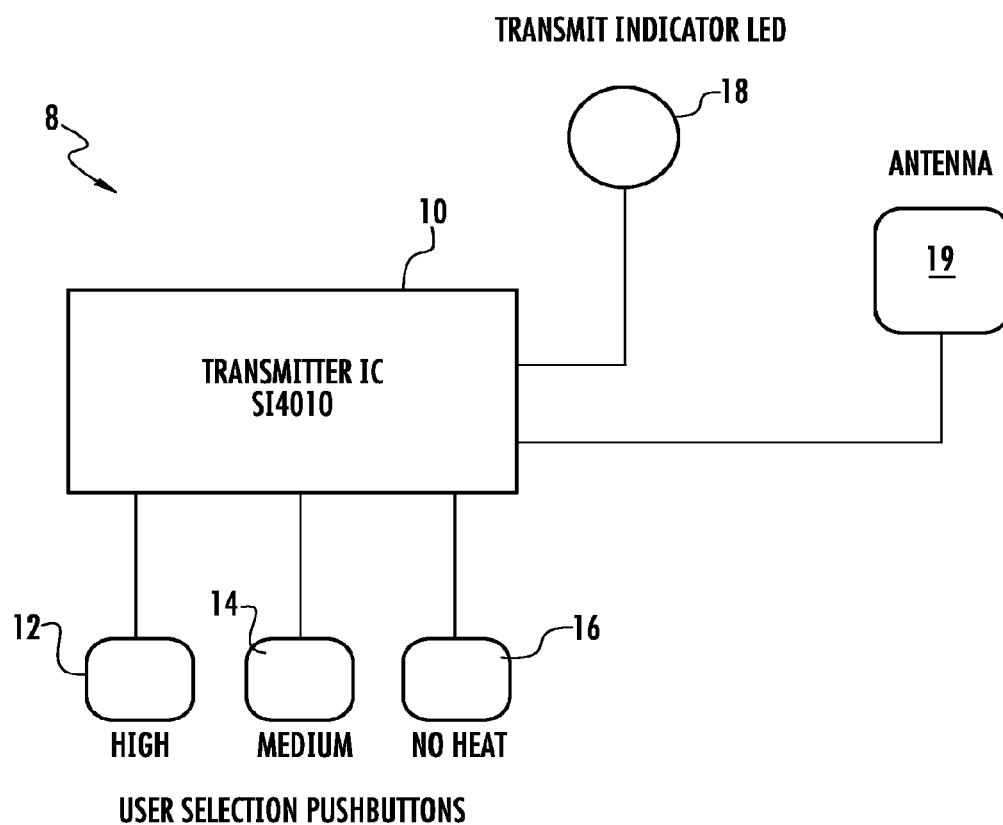 TRANSMIT INDICATOR LED
18
8
ANTENNA
10
19
TRANSMITTER IC
SI4010
12
14
16
HIGH
MEDIUM
NO HEAT
USER SELECTION PUSHBUTTONS